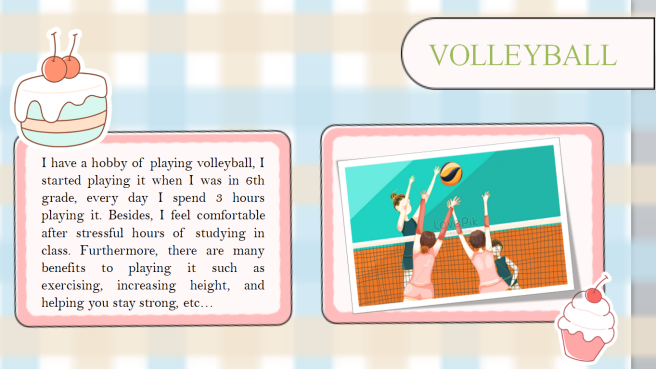 VOLLEYBALL
I have a hobby of playing volleyball, I
started playing it when I was in 6th
grade, every day I spend 3 hours
playing it. Besides, I feel comfortable
after stressful hours of studying in
class. Furthermore, there are many
benefits to playing it such as
exercising, increasing height, and
helping you stay strong, etc…